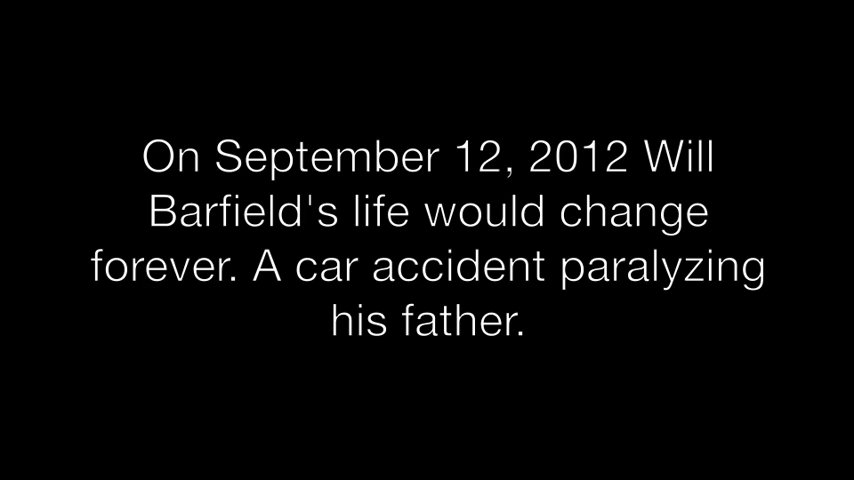 On September 12, 2012 Will
Barfield's life would change
forever. A car accident paralyzing
his father.